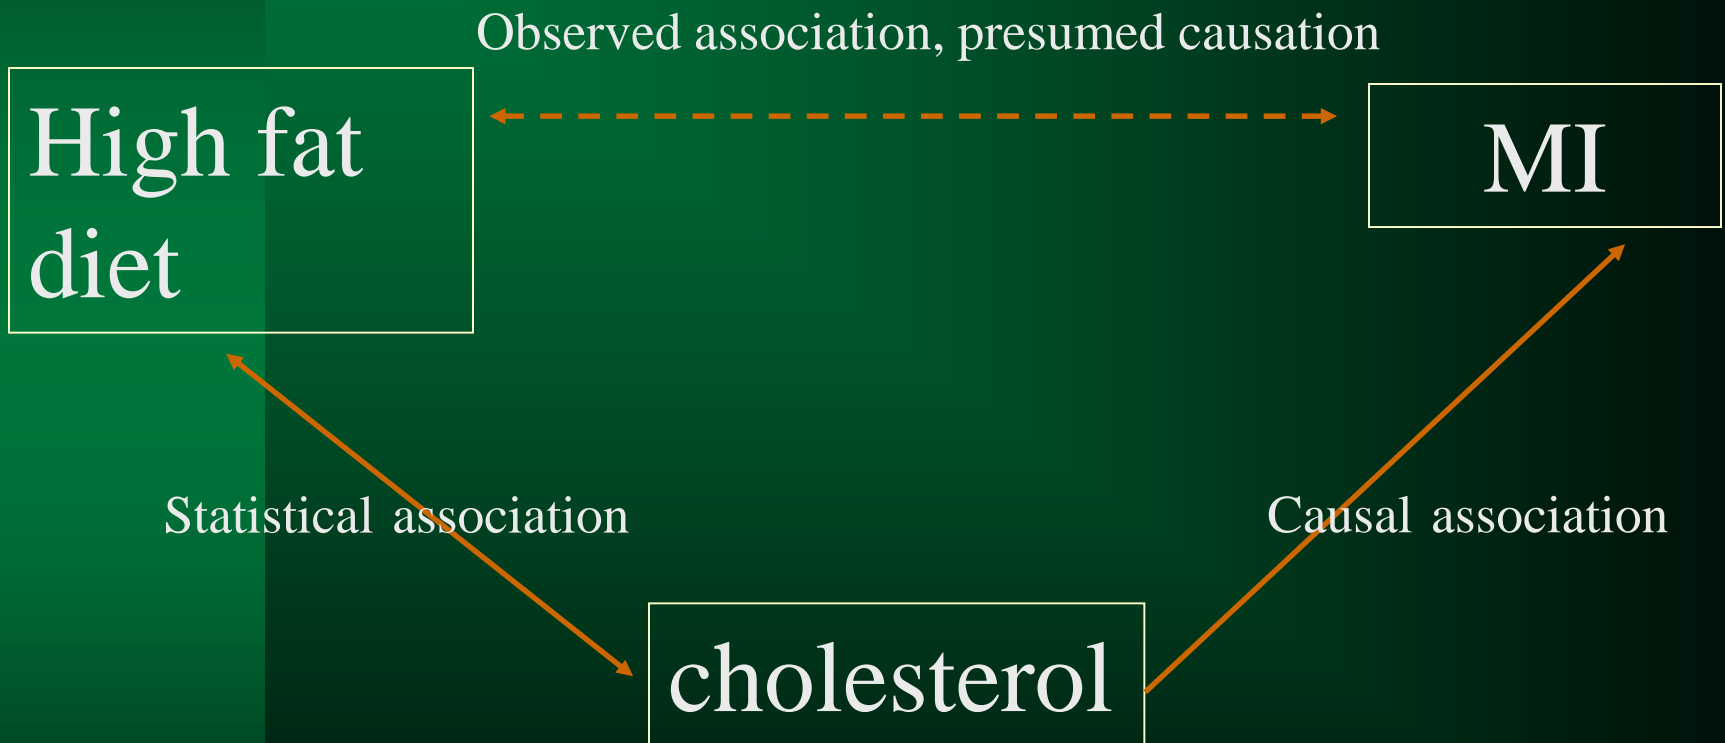 Observed association, presumed causation
High fat
diet
MI
Statistical association
Causal association
cholesterol